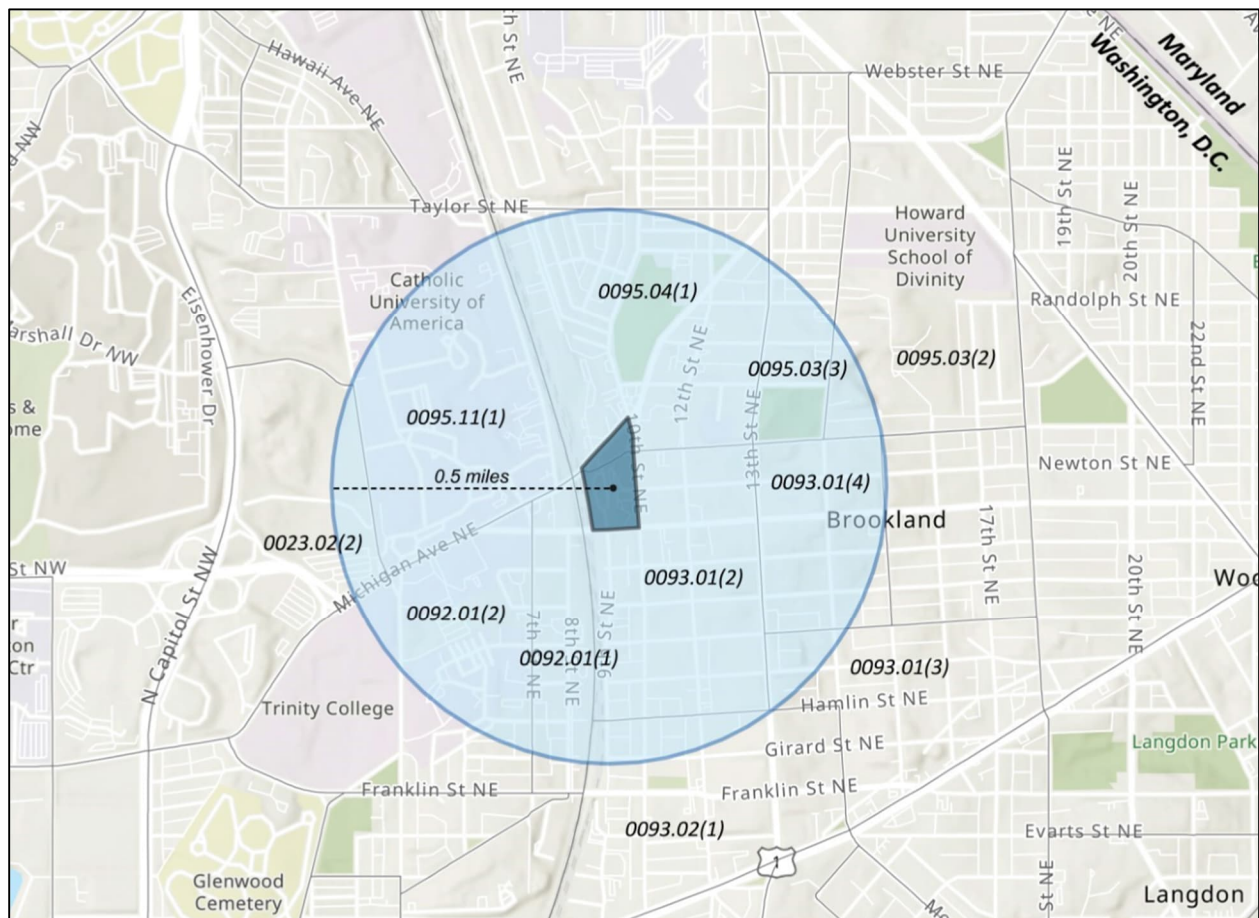 Hawaii Ave NE
Webster St NE
Maryland
Washington, D.C.
Taylor St NE
19th St NE
20th St NE
Howard
University
School of
Divinity
Catholic
University of
America
0095.04(1)
Randolph St NE
Eisenhower Dr
arshall Dr NW
22nd St NE
12th St NE
0095.03(3)
0095.03(2)
0095.11(1)
10th St NE
13th St NE
s &
ome
0.5 miles
Newton St NE
0093.01(4)
Brookland
17th St NE
0023.02(2)
St NW
Michigan Ave NE
0093.01(2)
20th St NE
Woo
N Capitol St NW
0092.01(2)
7th St NE
8th St NE
9th St NE
0092.01(1)
r
on
Ctr
0093.01(3)
Trinity College
Hamlin St NE
Girard St NE
Langdon Park
Franklin St NE
Franklin St NE
0093.02(1)
Evarts St NE
1
Glenwood
Cemetery
St NE
Langdon